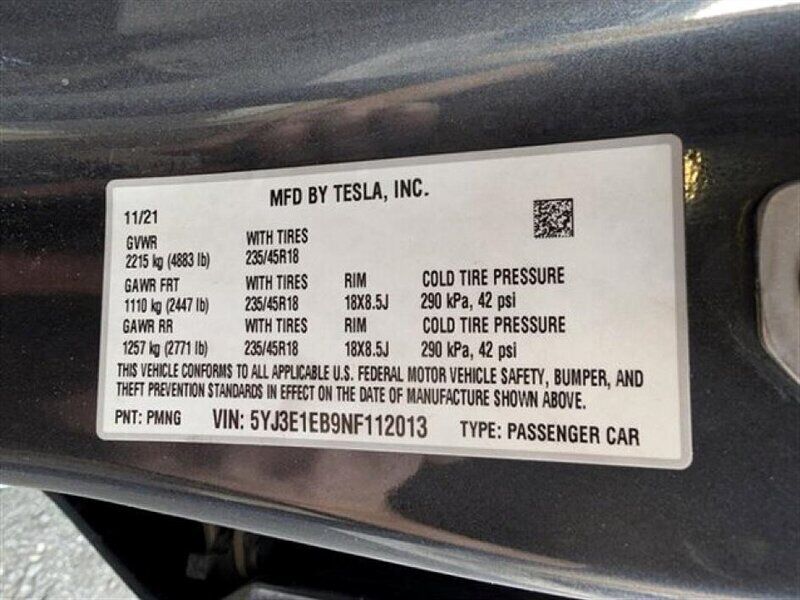 MFD BY TESLA, INC.
11/21
GVWR WITH TIRES
2215 kg (4883 lb) 235/45R18
GAWR FRT WITH TIRES RIM COLD TIRE PRESSURE
1110 kg (2447 lb) 235/45R18 18X8.5J 290 kPa, 42 psi
GAWR RR WITH TIRES RIM COLD TIRE PRESSURE
1257 kg (2771 lb) 235/45R18 18X8.5J 290 kPa, 42 psi
THIS VEHICLE CONFORMS TO ALL APPLICABLE U.S. FEDERAL MOTOR VEHICLE SAFETY, BUMPER, AND
THEFT PREVENTION STANDARDS IN EFFECT ON THE DATE OF MANUFACTURE SHOWN ABOVE.
PNT: PMNG VIN: 5YJ3E1EB9NF112013 TYPE: PASSENGER CAR